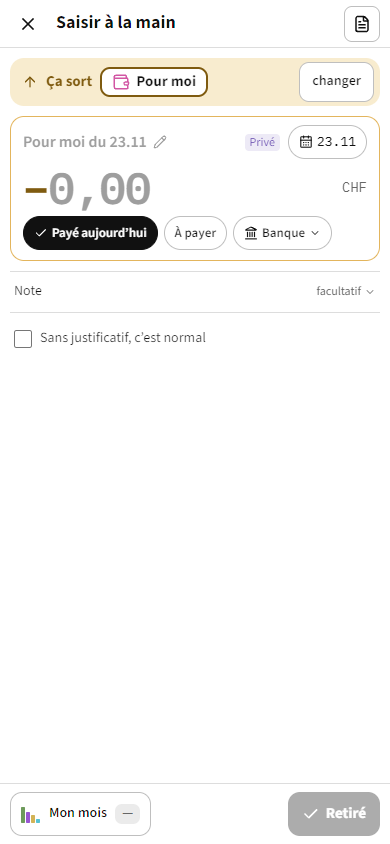 Saisir à la main
Ça sort
Pour moi
changer
Pour moi du 23.11
Privé
23.11
−0,00
CHF
Payé aujourd’hui
À payer
Banque
Note
facultatif
Sans justificatif, c’est normal
Mon mois
—
Retiré